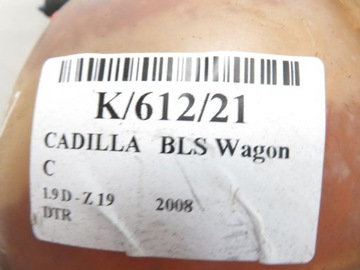 K/612/21
CADILLA BLS Wagon
C
1.9 D - Z 19 2008
DTR